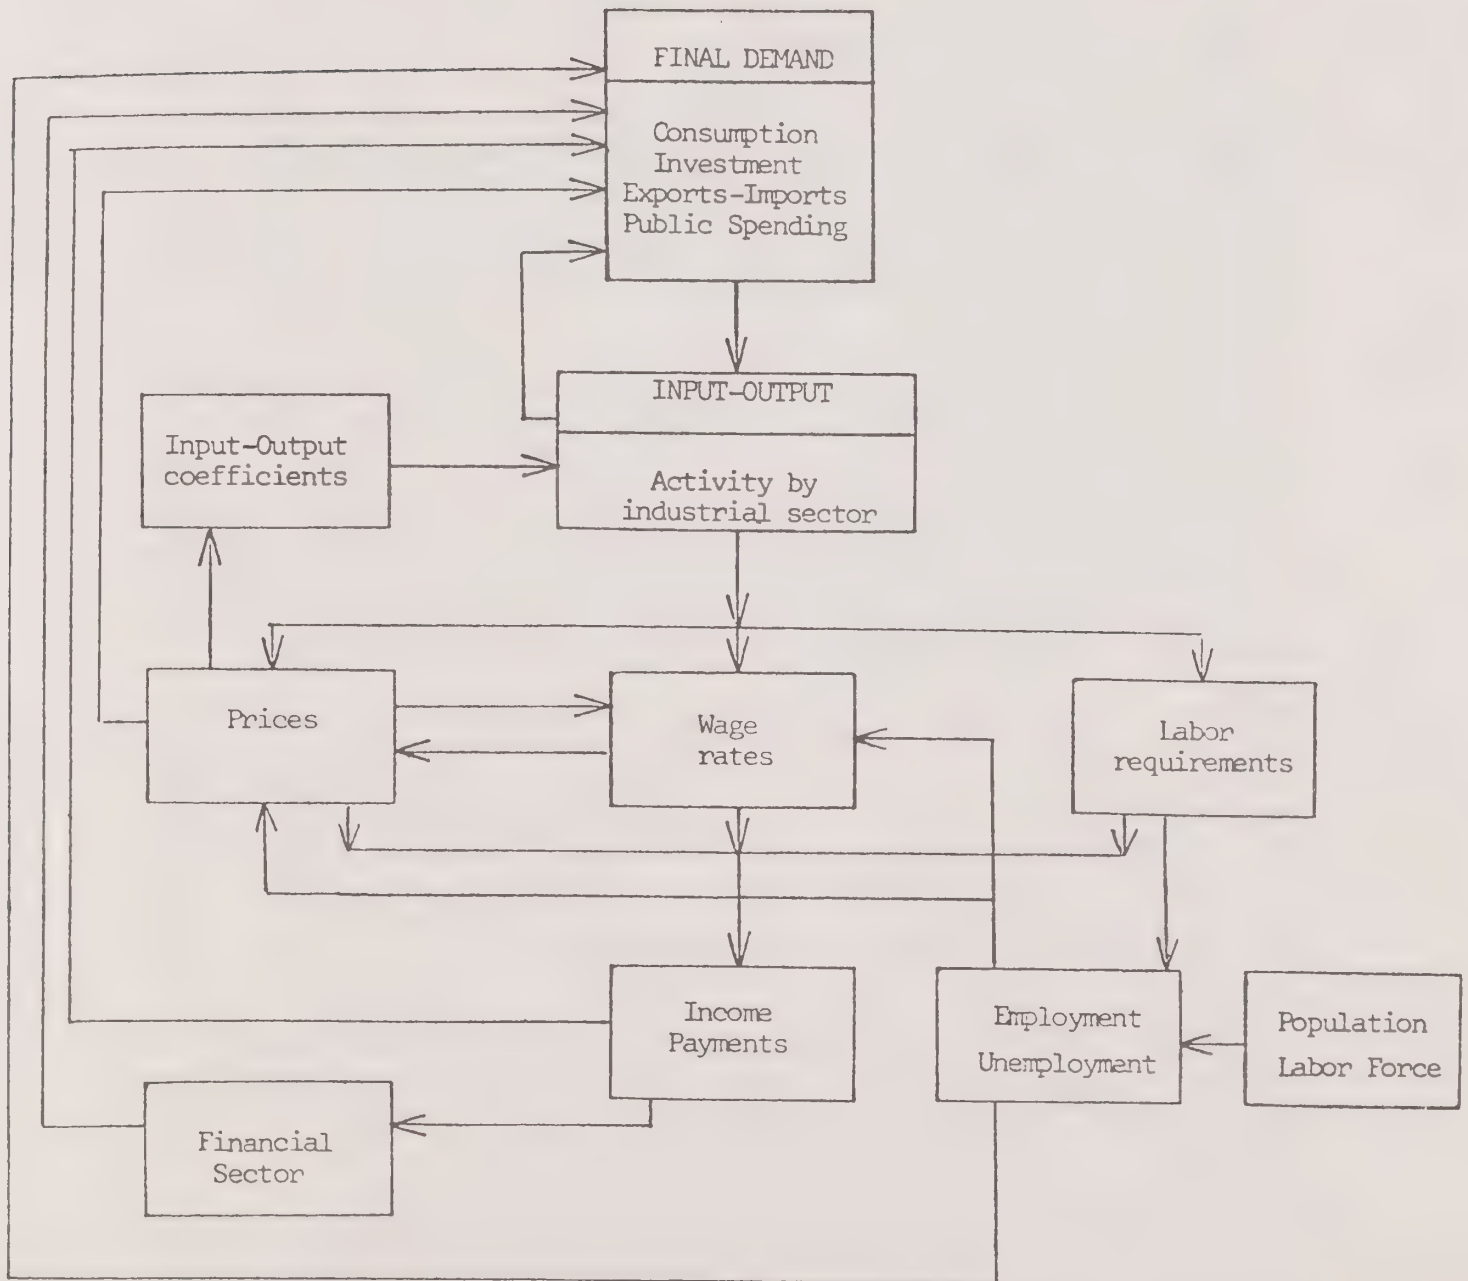 FINAL DEMAND
Consumption
Investment
Exports-Imports
Public Spending
INPUT-OUTPUT
Activity by
industrial sector
Input-Output
coefficients
Prices
Wage
rates
Labor
requirements
Income
Payments
Employment
Unemployment
Population
Labor Force
Financial
Sector